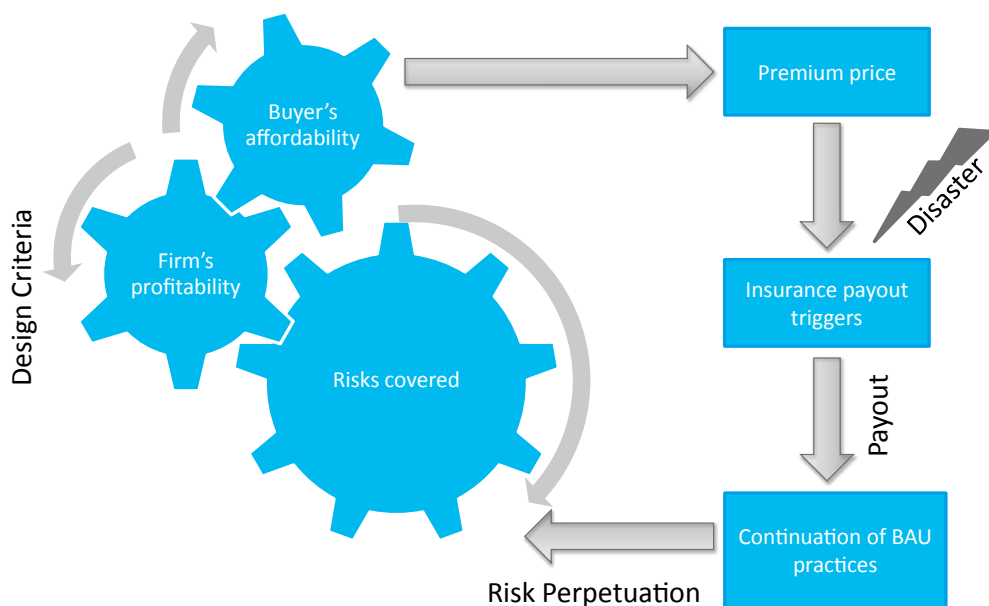 Buyer's
affordability
Premium price
Disaster
Design Criteria
Firm's
profitability
Insurance payout
triggers
Risks covered
Payout
Continuation of BAU
practices
Risk Perpetuation